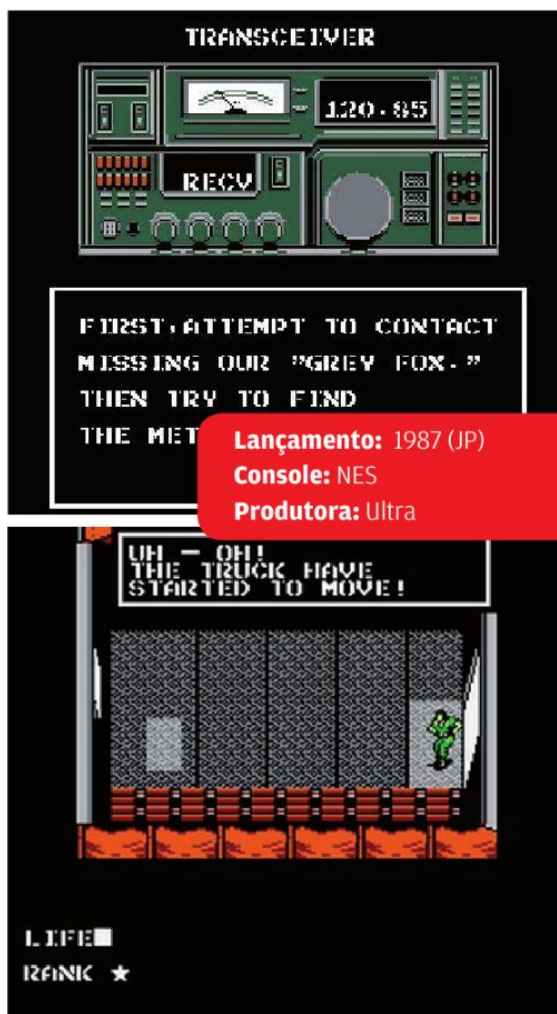 TRANSCEIVER
120.85
RECV
FIRST,ATTEMPT TO CONTACT
MISSING OUR "GREY FOX."
THEN TRY TO FIND
THE MET
Lançamento: 1987 (JP)
Console: NES
Produtora: Ultra
UH - OH!
THE TRUCK HAVE
STARTED TO MOVE!
LIFE
RANK ★